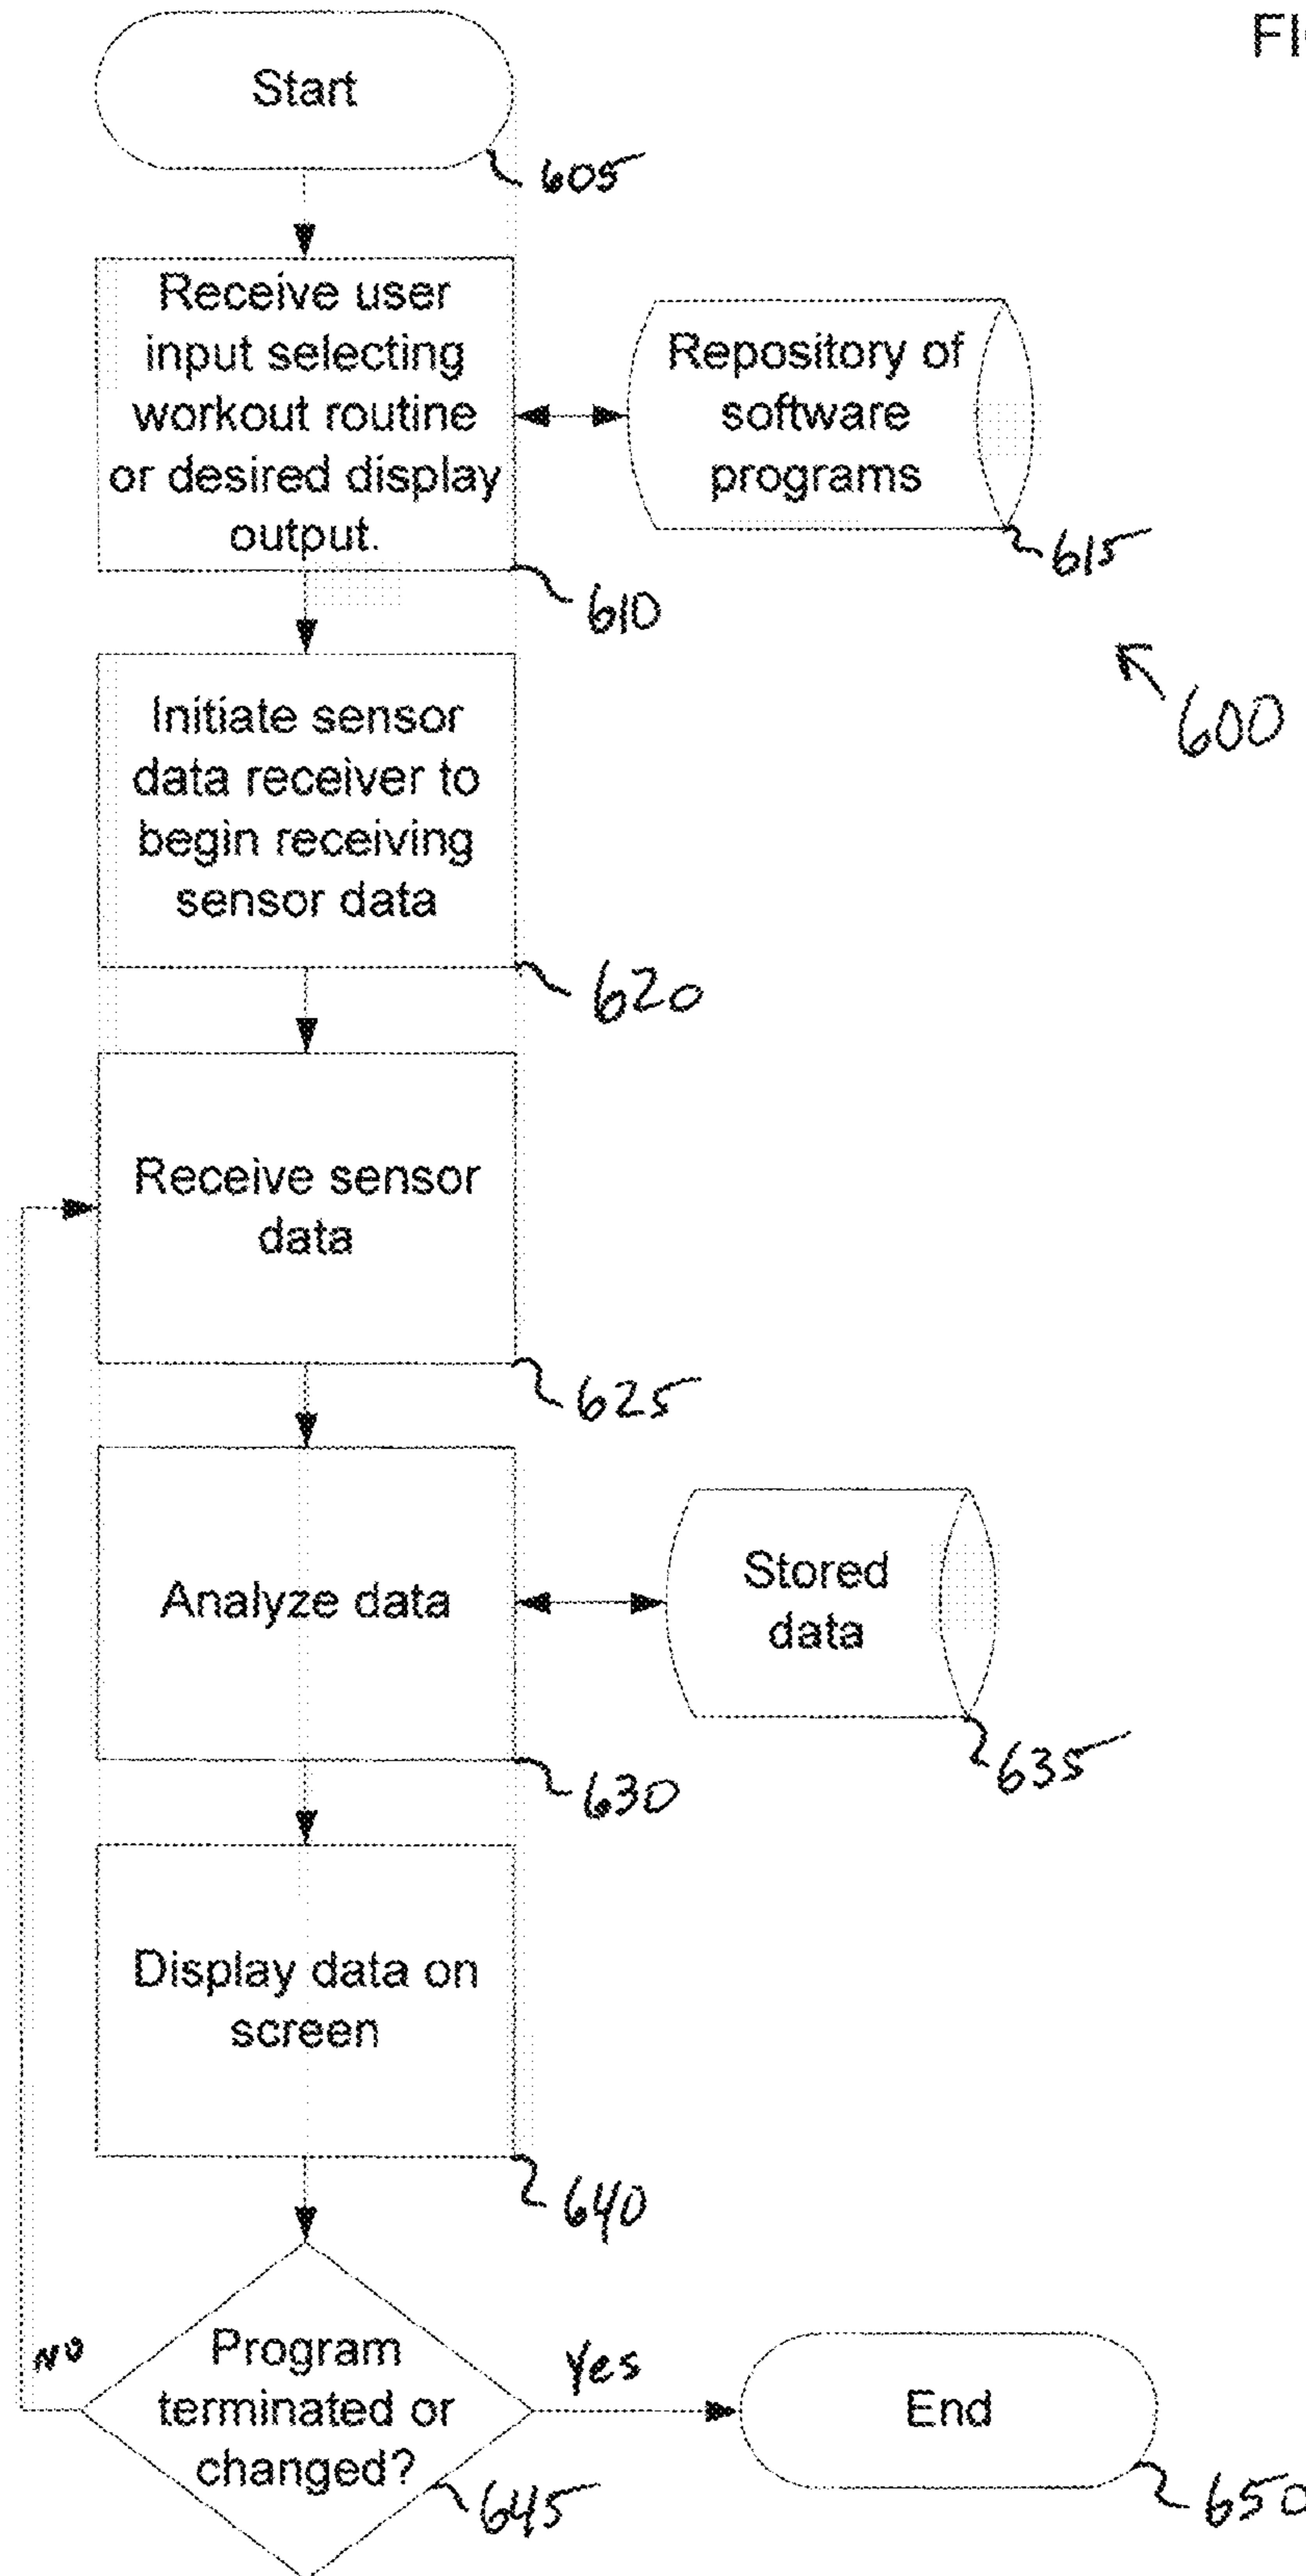 Start
605
Receive user
input selecting
workout routine
or desired display
output.
Repository of
software
programs
615
610
600
Initiate sensor
data receiver to
begin receiving
sensor data
620
Receive sensor
data
625
Analyze data
Stored
data
630
635
Display data on
screen
640
No
Program
terminated or
changed?
Yes
End
645
650